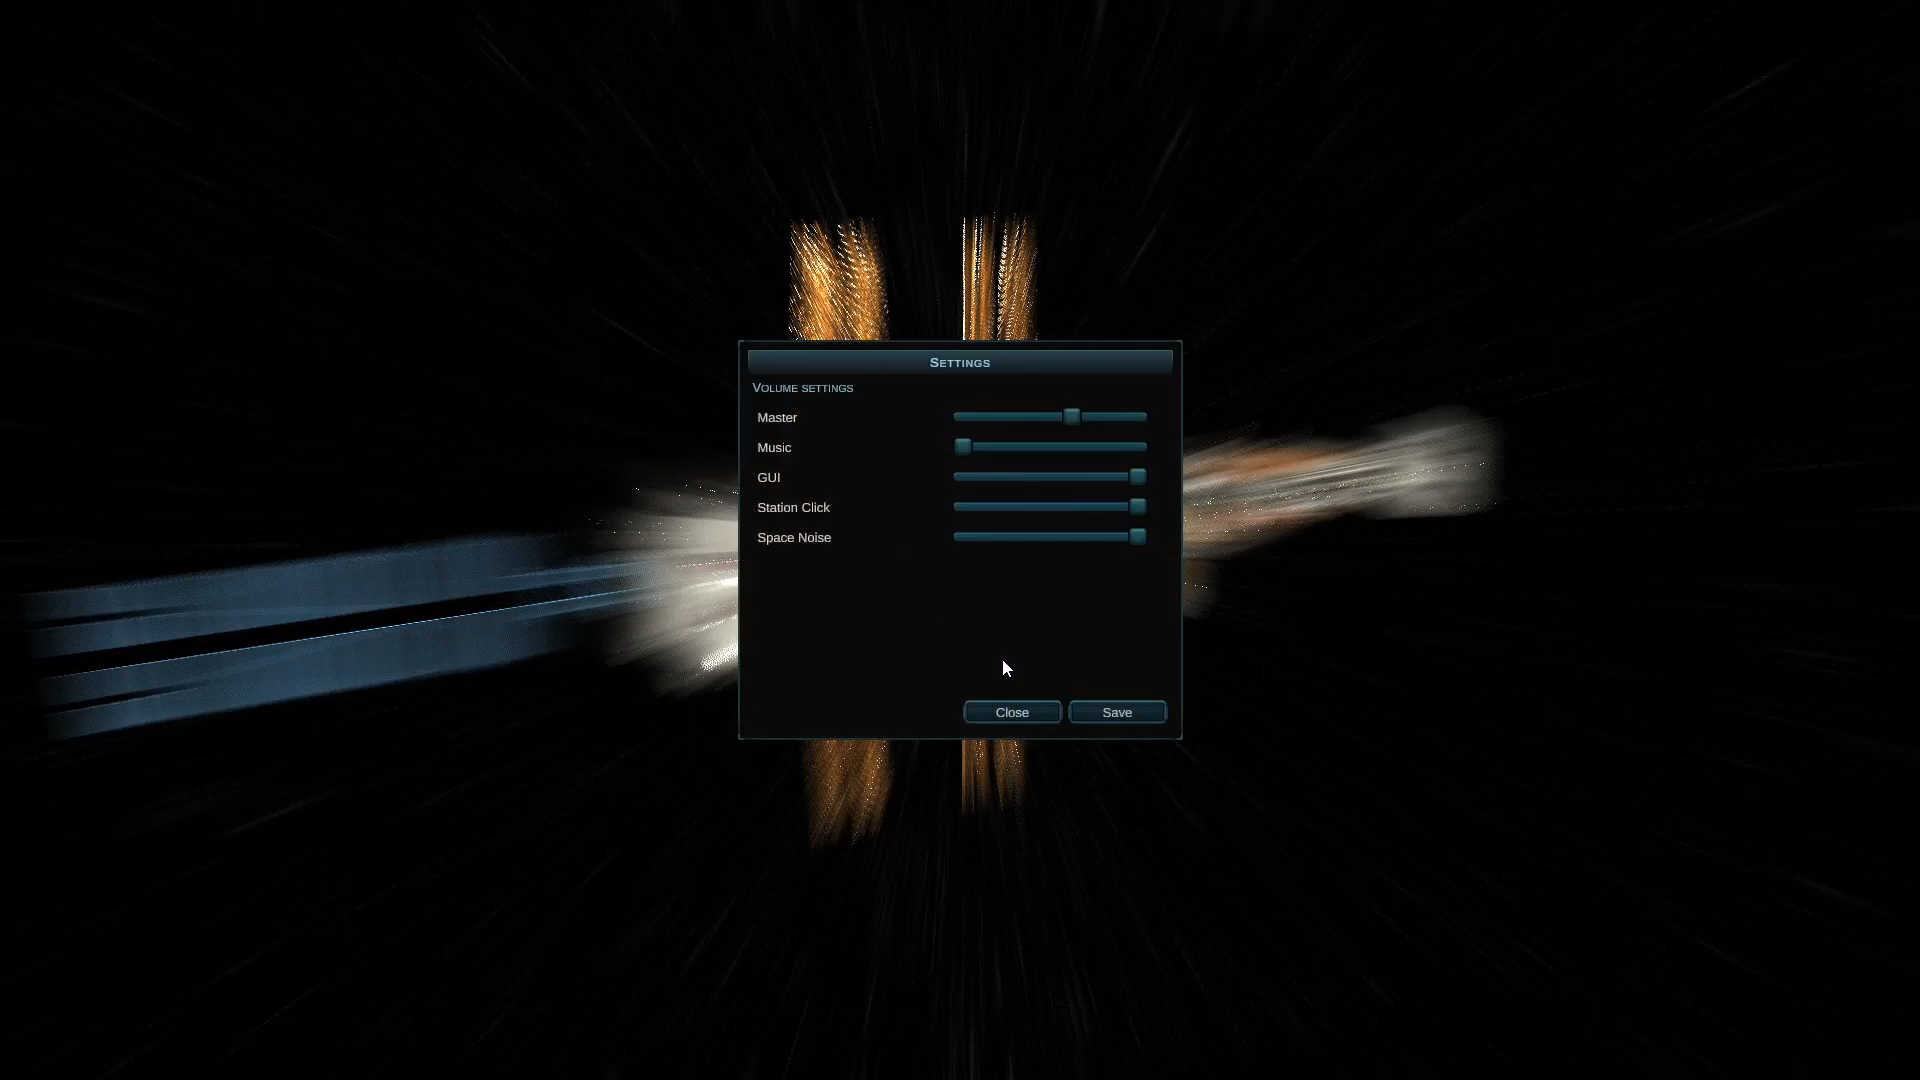 Settings
Volume settings
Master
Music
GUI
Station Click
Space Noise
Close Save